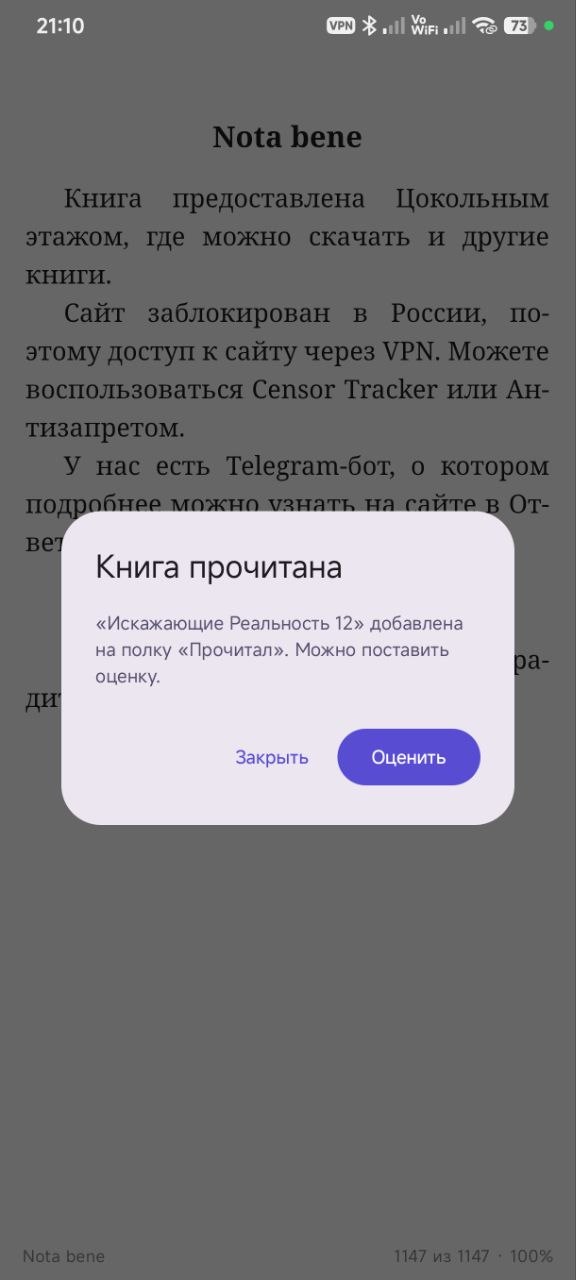 21:10
VPN
Vo
WiFi
73
Nota bene
Книга предоставлена Цокольным
этажом, где можно скачать и другие
книги.
Сайт заблокирован в России, по-
этому доступ к сайту через VPN. Можете
воспользоваться Censor Tracker или Ан-
тизапретом.
У нас есть Telegram-бот, о котором
подробнее можно узнать на сайте в От-
Книга прочитана
«Искажающие Реальность 12» добавлена
на полку «Прочитал». Можно поставить
оценку.
Закрыть
Оценить
Nota bene
1147 из 1147 · 100%